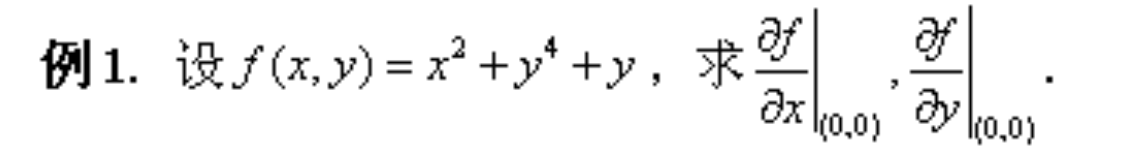 例1. 设 f(x, y) = x² + y⁴ + y，求 ∂f/∂x|(0,0), ∂f/∂y|(0,0).